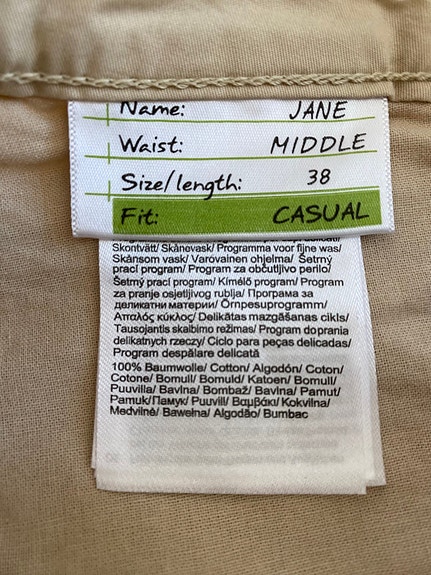 Name: JANE
Waist: MIDDLE
Size/length: 38
Fit: CASUAL
Skontvätt/ Skånevask/ Programma voor fijne was/
Skånsom vask/ Varovainen ohjelma/ Šetrný
prací program/ Program za občutljivo perilo/
Šetrný prací program/ Kímélő program/ Program
za pranje osjetljivog rublja/ Програма за
деликатни материи/ Õrnpesuprogramm/
Απαλός κύκλος/ Delikātas mazgāšanas cikls/
Tausojantis skalbimo režimas/ Program do prania
delikatnych rzeczy/ Ciclo para peças delicadas/
Program despălare delicată
100% Baumwolle/ Cotton/ Algodón/ Coton/
Cotone/ Bomull/ Bomuld/ Katoen/ Bomull/
Puuvilla/ Bavlna/ Bombaž/ Bavlna/ Pamut/
Pamuk/ Памук/ Puuvill/ Βαμβάκι/ Kokvilna/
Medvilnė/ Bawełna/ Algodão/ Bumbac